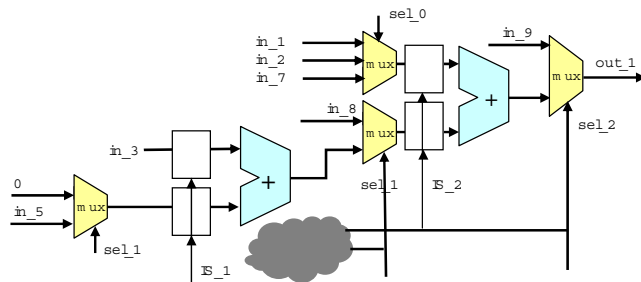 sel_0
in_1
in_9
in_2
mux
out_1
in_7
mux
+
in_8
mux
sel_2
in_3
sel_1
IS_2
0
+
in_5
mux
sel_1
IS_1